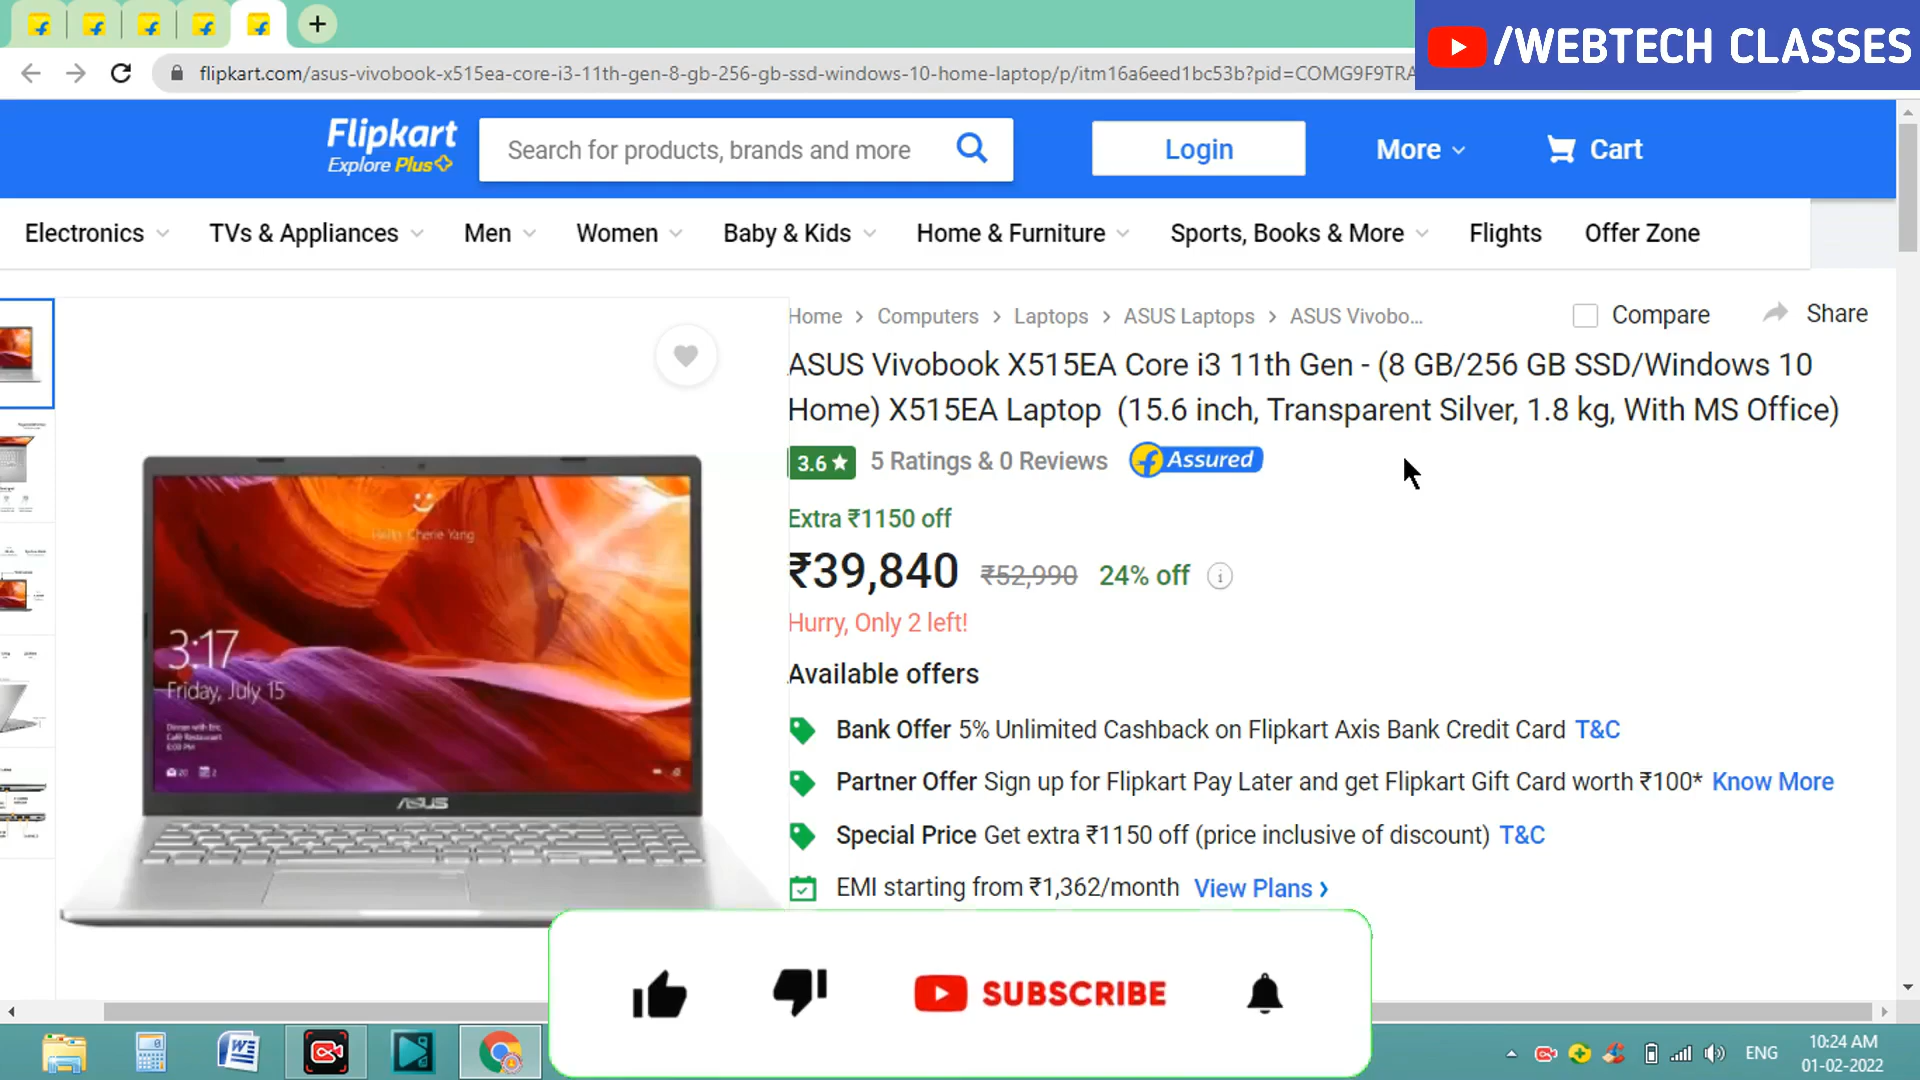 /WEBTECH CLASSES
flipkart.com/asus-vivobook-x515ea-core-i3-11th-gen-8-gb-256-gb-ssd-windows-10-home-laptop/p/itm16a6eed1bc53b?pid=COMG9F9TRA
Flipkart
Explore Plus
Search for products, brands and more
Login
More
Cart
Electronics
TVs & Appliances
Men
Women
Baby & Kids
Home & Furniture
Sports, Books & More
Flights
Offer Zone
Home > Computers > Laptops > ASUS Laptops > ASUS Vivobo...
Compare
Share
ASUS Vivobook X515EA Core i3 11th Gen - (8 GB/256 GB SSD/Windows 10
Home) X515EA Laptop (15.6 inch, Transparent Silver, 1.8 kg, With MS Office)
3.6★ 5 Ratings & 0 Reviews Assured
Extra ₹1150 off
₹39,840 ₹52,990 24% off
Hurry, Only 2 left!
Available offers
Bank Offer 5% Unlimited Cashback on Flipkart Axis Bank Credit Card T&C
Partner Offer Sign up for Flipkart Pay Later and get Flipkart Gift Card worth ₹100* Know More
Special Price Get extra ₹1150 off (price inclusive of discount) T&C
EMI starting from ₹1,362/month View Plans ›
Cherie Yang
3:17
Friday, July 15
ASUS
SUBSCRIBE
ENG
10:24 AM
01-02-2022